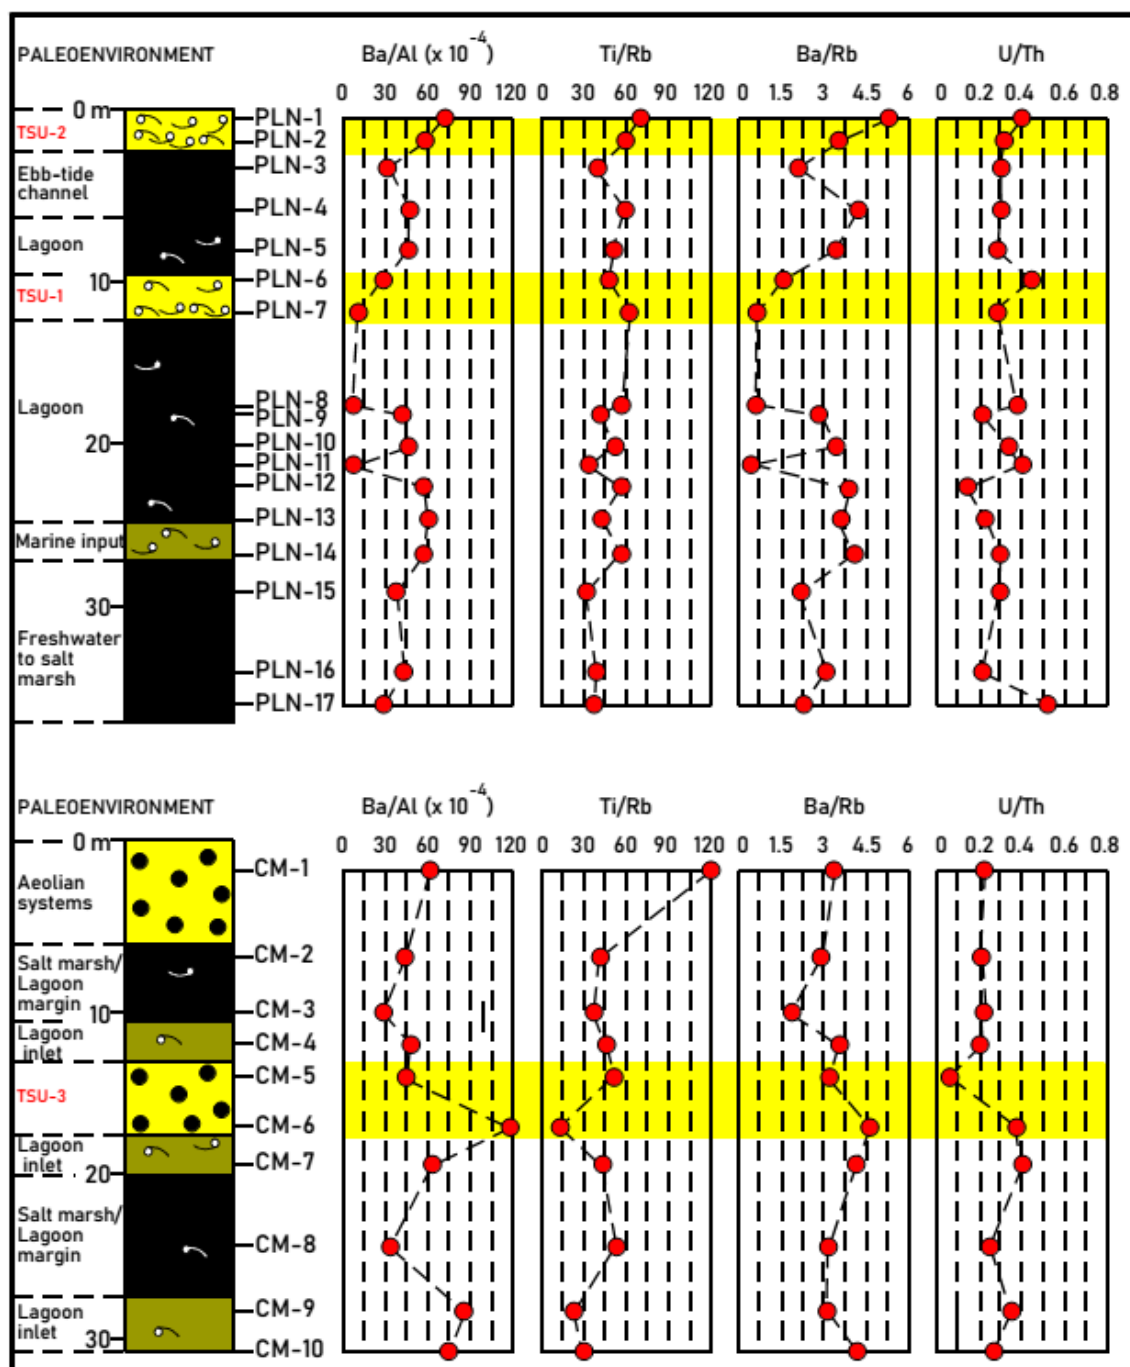 PALEOENVIRONMENT Ba/Al (x 10 -4) Ti/Rb Ba/Rb U/Th
0 30 60 90 120 0 30 60 90 120 0 1.5 3 4.5 6 0 0.2 0.4 0.6 0.8
0 m PLN-1
TSU-2 PLN-2
PLN-3
Ebb-tide
channel
PLN-4
Lagoon PLN-5
10 PLN-6
TSU-1
PLN-7
Lagoon PLN-8
PLN-9
20 PLN-10
PLN-11
PLN-12
PLN-13
Marine input
PLN-14
PLN-15
30
Freshwater
to salt
marsh
PLN-16
PLN-17
PALEOENVIRONMENT Ba/Al (x 10 -4) Ti/Rb Ba/Rb U/Th
0 m 0 30 60 90 120 0 30 60 90 120 0 1.5 3 4.5 6 0 0.2 0.4 0.6 0.8
CM-1
Aeolian
systems
CM-2
Salt marsh/
Lagoon
margin
10 CM-3
Lagoon
inlet
CM-4
CM-5
TSU-3
CM-6
Lagoon
inlet
CM-7
20
Salt marsh/
Lagoon
margin
CM-8
CM-9
Lagoon
inlet
30 CM-10